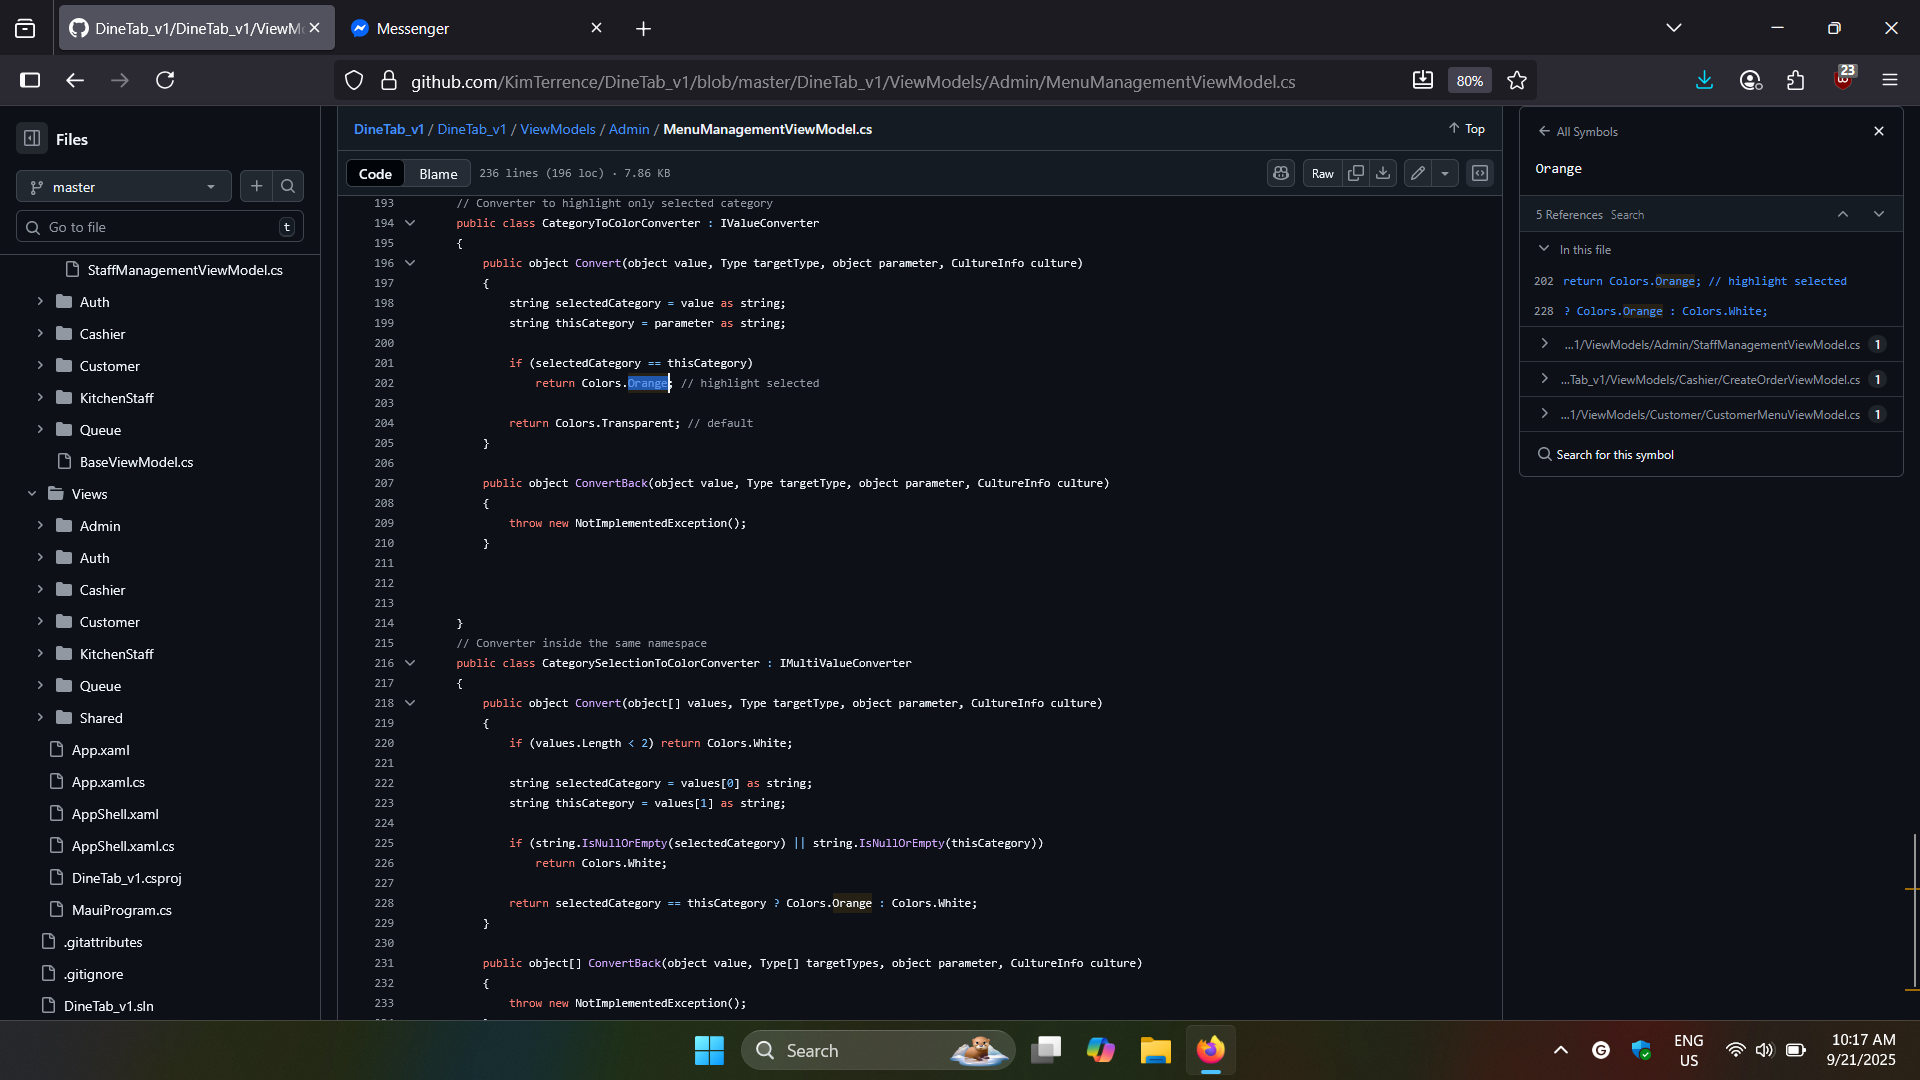 DineTab_v1/DineTab_v1/ViewM
Messenger
github.com/KimTerrence/DineTab_v1/blob/master/DineTab_v1/ViewModels/Admin/MenuManagementViewModel.cs
80%
23
Files
master
Go to file
t
StaffManagementViewModel.cs
Auth
Cashier
Customer
KitchenStaff
Queue
BaseViewModel.cs
Views
Admin
Auth
Cashier
Customer
KitchenStaff
Queue
Shared
App.xaml
App.xaml.cs
AppShell.xaml
AppShell.xaml.cs
DineTab_v1.csproj
MauiProgram.cs
.gitattributes
.gitignore
DineTab_v1.sln
DineTab_v1 / DineTab_v1 / ViewModels / Admin / MenuManagementViewModel.cs
Top
Code
Blame
236 lines (196 loc) · 7.86 KB
Raw
193 // Converter to highlight only selected category
194 public class CategoryToColorConverter : IValueConverter
195 {
196 public object Convert(object value, Type targetType, object parameter, CultureInfo culture)
197 {
198 string selectedCategory = value as string;
199 string thisCategory = parameter as string;
200
201 if (selectedCategory == thisCategory)
202 return Colors.Orange; // highlight selected
203
204 return Colors.Transparent; // default
205 }
206
207 public object ConvertBack(object value, Type targetType, object parameter, CultureInfo culture)
208 {
209 throw new NotImplementedException();
210 }
211
212
213
214 }
215 // Converter inside the same namespace
216 public class CategorySelectionToColorConverter : IMultiValueConverter
217 {
218 public object Convert(object[] values, Type targetType, object parameter, CultureInfo culture)
219 {
220 if (values.Length < 2) return Colors.White;
221
222 string selectedCategory = values[0] as string;
223 string thisCategory = values[1] as string;
224
225 if (string.IsNullOrEmpty(selectedCategory) || string.IsNullOrEmpty(thisCategory))
226 return Colors.White;
227
228 return selectedCategory == thisCategory ? Colors.Orange : Colors.White;
229 }
230
231 public object[] ConvertBack(object value, Type[] targetTypes, object parameter, CultureInfo culture)
232 {
233 throw new NotImplementedException();
All Symbols
Orange
5 References Search
In this file
202 return Colors.Orange; // highlight selected
228 ? Colors.Orange : Colors.White;
...1/ViewModels/Admin/StaffManagementViewModel.cs 1
...Tab_v1/ViewModels/Cashier/CreateOrderViewModel.cs 1
...1/ViewModels/Customer/CustomerMenuViewModel.cs 1
Search for this symbol
Search
ENG
US
10:17 AM
9/21/2025